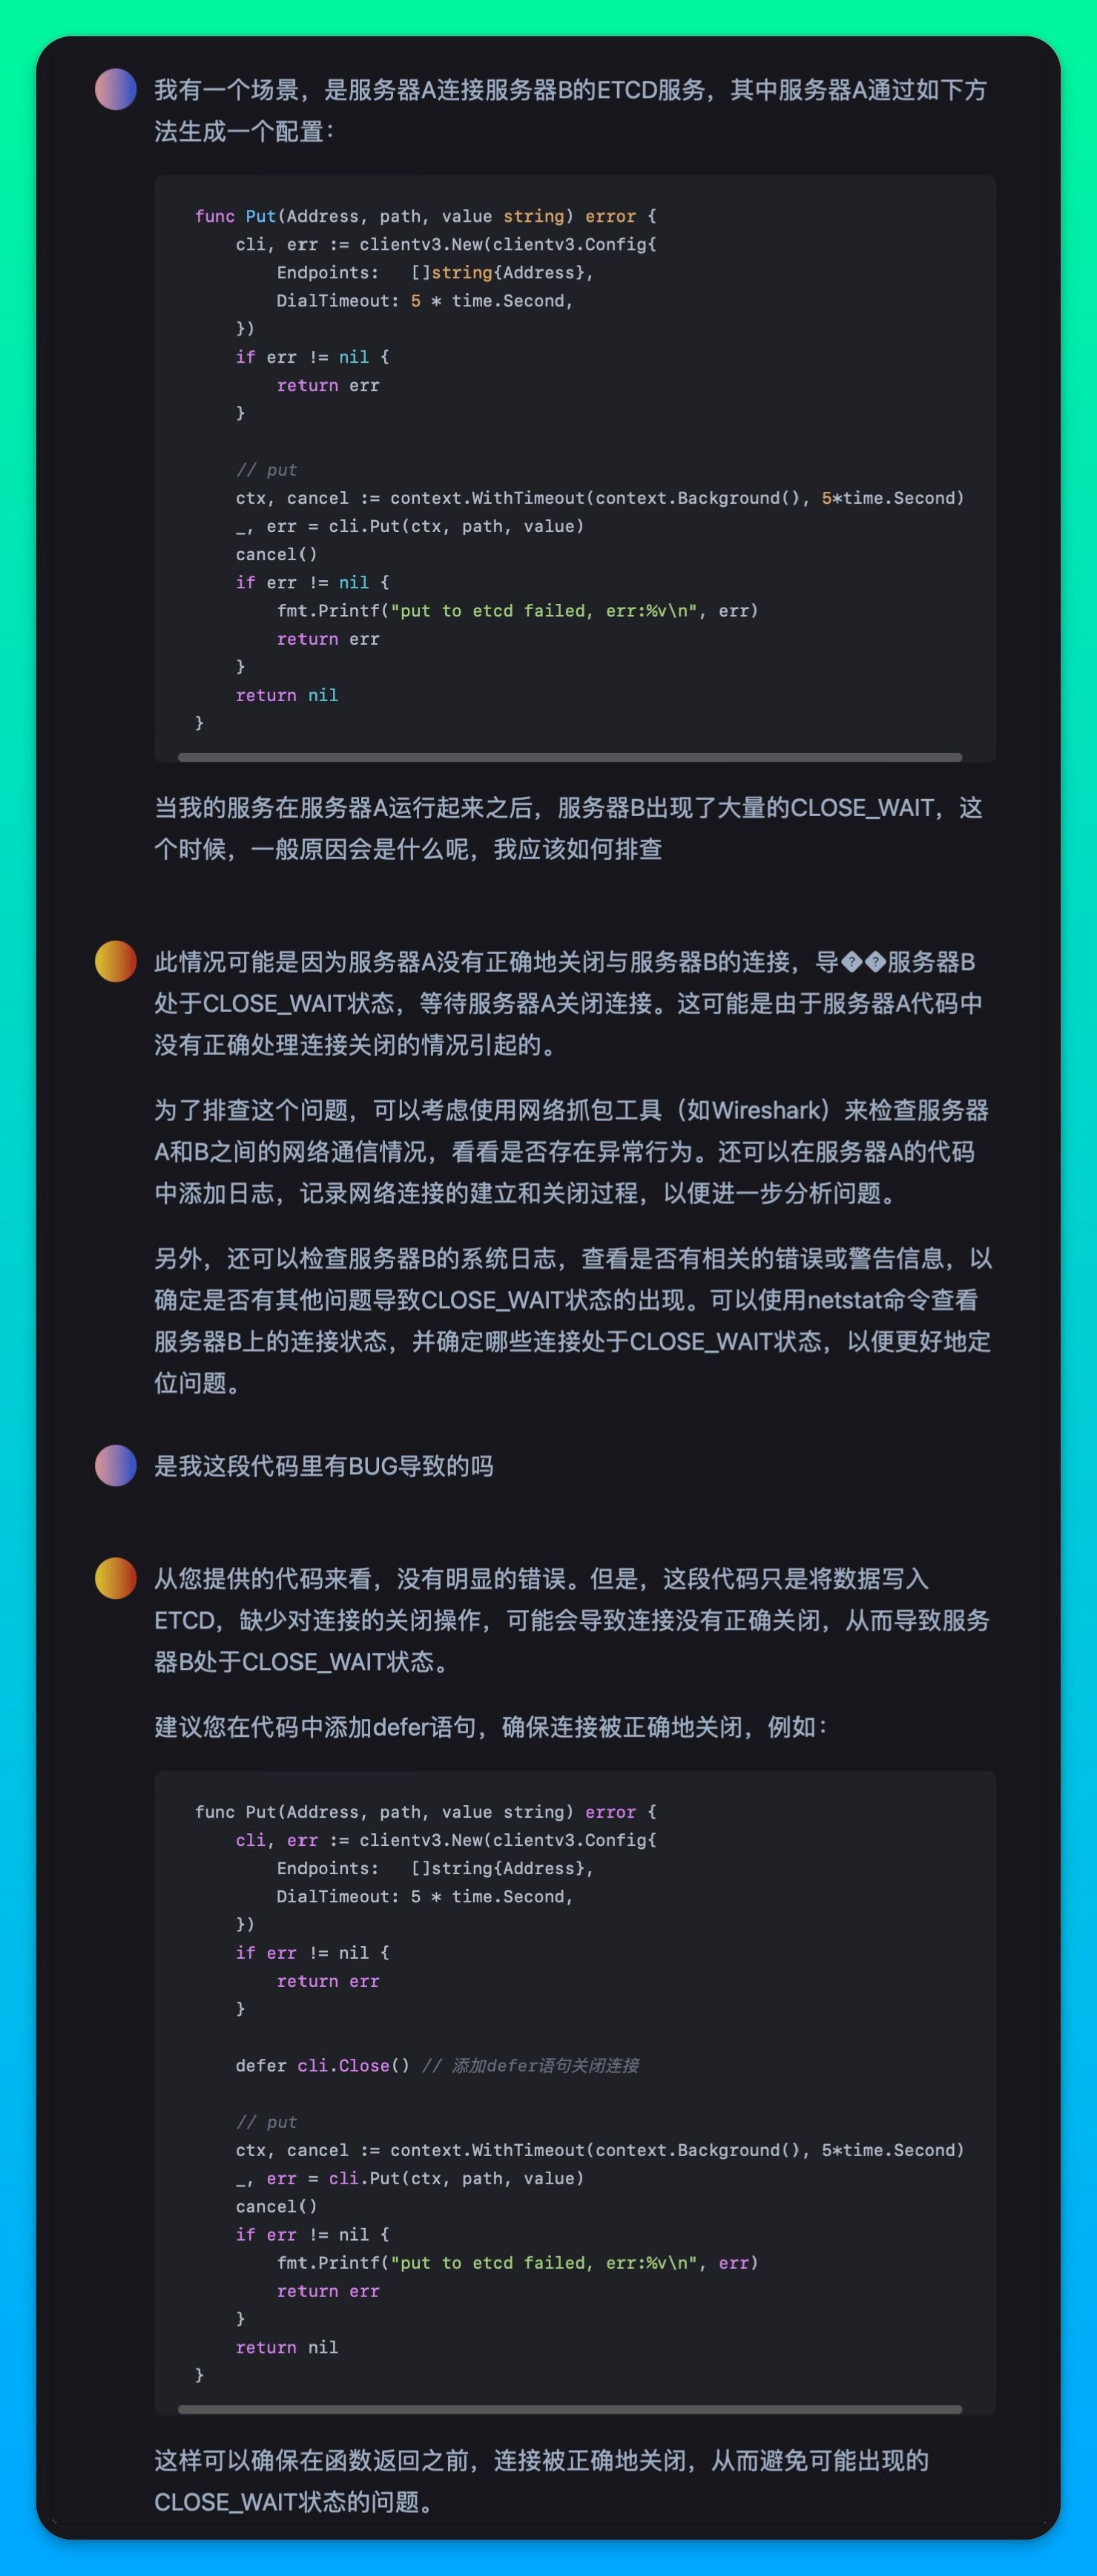 我有一个场景，是服务器A连接服务器B的ETCD服务，其中服务器A通过如下方
法生成一个配置：
func Put(Address, path, value string) error {
    cli, err := clientv3.New(clientv3.Config{
        Endpoints:   []string{Address},
        DialTimeout: 5 * time.Second,
    })
    if err != nil {
        return err
    }
    // put
    ctx, cancel := context.WithTimeout(context.Background(), 5*time.Second)
    _, err = cli.Put(ctx, path, value)
    cancel()
    if err != nil {
        fmt.Printf("put to etcd failed, err:%v\n", err)
        return err
    }
    return nil
}
当我的服务在服务器A运行起来之后，服务器B出现了大量的CLOSE_WAIT，这
个时候，一般原因会是什么呢，我应该如何排查
此情况可能是因为服务器A没有正确地关闭与服务器B的连接，导��服务器B
处于CLOSE_WAIT状态，等待服务器A关闭连接。这可能是由于服务器A代码中
没有正确处理连接关闭的情况引起的。
为了排查这个问题，可以考虑使用网络抓包工具（如Wireshark）来检查服务器
A和B之间的网络通信情况，看看是否存在异常行为。还可以在服务器A的代码
中添加日志，记录网络连接的建立和关闭过程，以便进一步分析问题。
另外，还可以检查服务器B的系统日志，查看是否有相关的错误或警告信息，以
确定是否有其他问题导致CLOSE_WAIT状态的出现。可以使用netstat命令查看
服务器B上的连接状态，并确定哪些连接处于CLOSE_WAIT状态，以便更好地定
位问题。
是我这段代码里有BUG导致的吗
从您提供的代码来看，没有明显的错误。但是，这段代码只是将数据写入
ETCD，缺少对连接的关闭操作，可能会导致连接没有正确关闭，从而导致服务
器B处于CLOSE_WAIT状态。
建议您在代码中添加defer语句，确保连接被正确地关闭，例如：
func Put(Address, path, value string) error {
    cli, err := clientv3.New(clientv3.Config{
        Endpoints:   []string{Address},
        DialTimeout: 5 * time.Second,
    })
    if err != nil {
        return err
    }
    defer cli.Close() // 添加defer语句关闭连接
    // put
    ctx, cancel := context.WithTimeout(context.Background(), 5*time.Second)
    _, err = cli.Put(ctx, path, value)
    cancel()
    if err != nil {
        fmt.Printf("put to etcd failed, err:%v\n", err)
        return err
    }
    return nil
}
这样可以确保在函数返回之前，连接被正确地关闭，从而避免可能出现的
CLOSE_WAIT状态的问题。